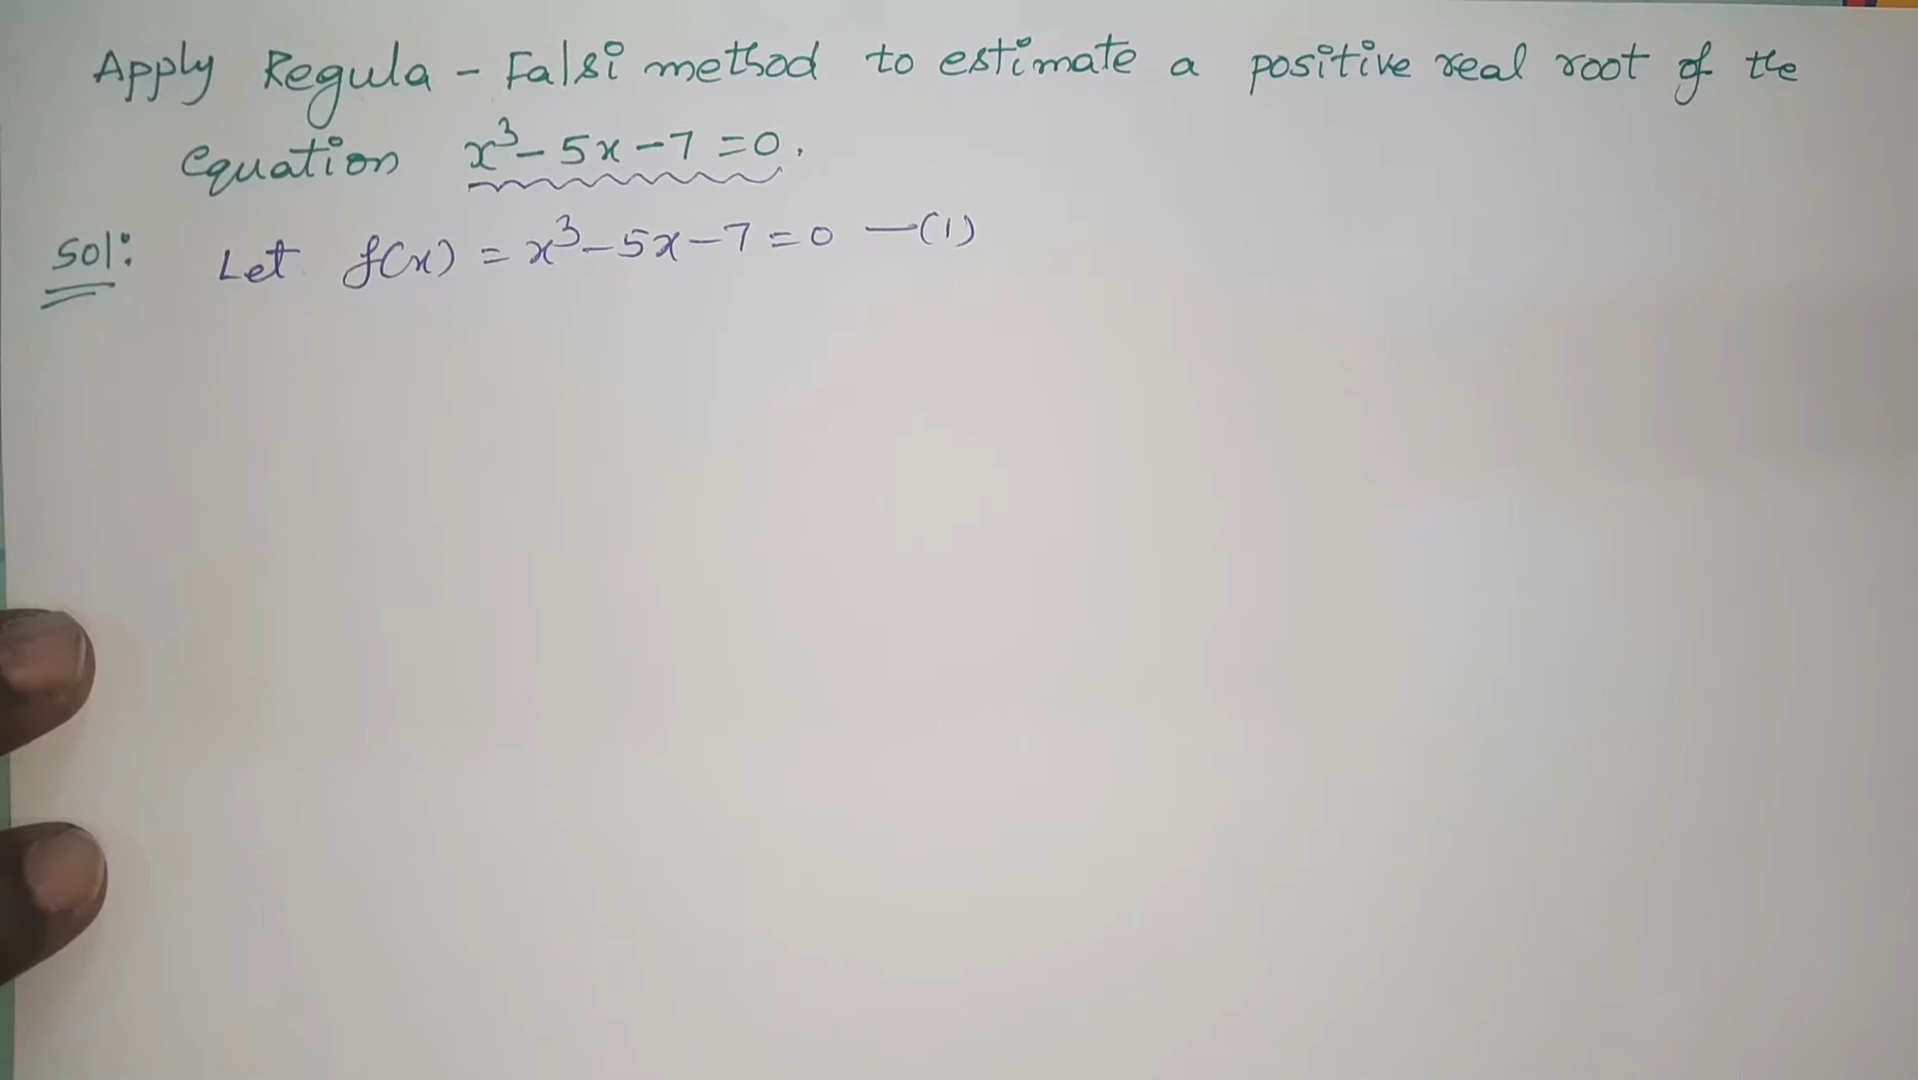 Apply Regula - Falsi method to estimate a positive real root of the
equation x³ - 5x - 7 = 0.
Sol: Let f(x) = x³ - 5x - 7 = 0 —(1)